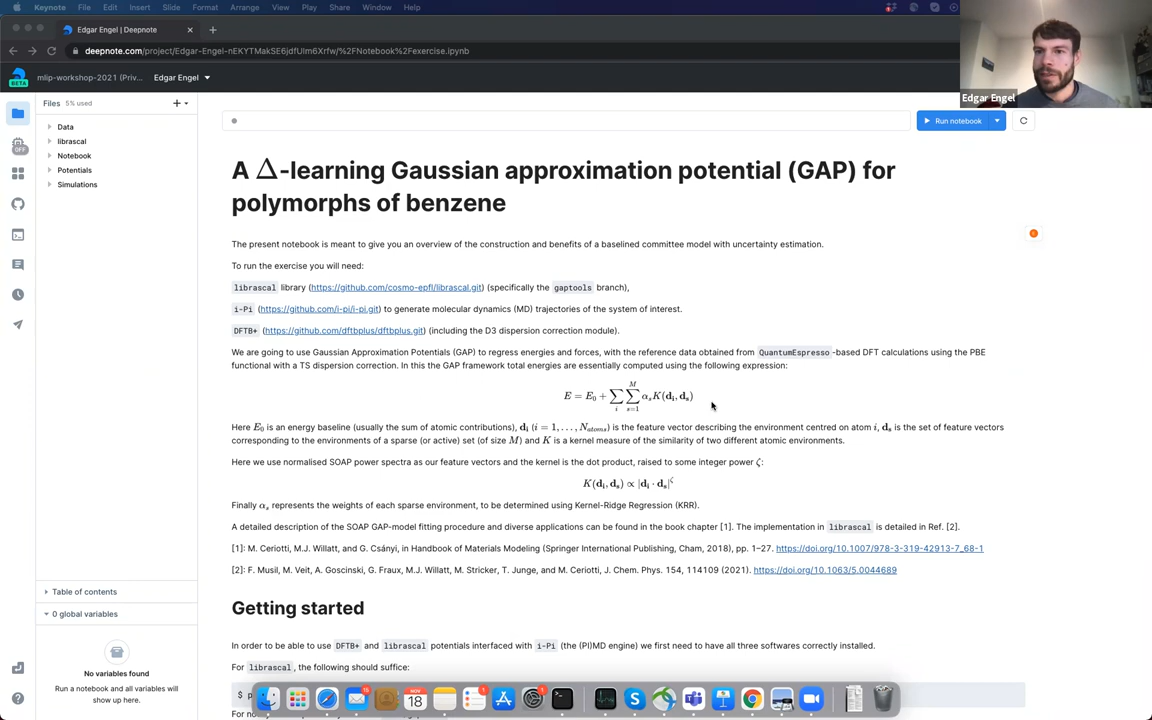 Keynote File Edit Insert Slide Format Arrange View Play Share Window Help
Edgar Engel | Deepnote
deepnote.com/project/Edgar-Engel-nEKYTMakSE6jdfUlm6Xrfw/%2FNotebook%2Fexercise.ipynb
Edgar Engel
BETA
mlip-workshop-2021 (Priv... Edgar Engel
Files 5% used
Run notebook
Data
librascal
Notebook
Potentials
Simulations
OFF
A Δ-learning Gaussian approximation potential (GAP) for
polymorphs of benzene
The present notebook is meant to give you an overview of the construction and benefits of a baselined committee model with uncertainty estimation.
To run the exercise you will need:
librascal library (https://github.com/cosmo-epfl/librascal.git) (specifically the gaptools branch),
i-Pi (https://github.com/i-pi/i-pi.git) to generate molecular dynamics (MD) trajectories of the system of interest.
DFTB+ (https://github.com/dftbplus/dftbplus.git) (including the D3 dispersion correction module).
We are going to use Gaussian Approximation Potentials (GAP) to regress energies and forces, with the reference data obtained from QuantumEspresso -based DFT calculations using the PBE
functional with a TS dispersion correction. In this the GAP framework total energies are essentially computed using the following expression:
E = E₀ + ∑ᵢ ∑ₛ₌₁ᴹ αₛK(dᵢ, dₛ)
Here E₀ is an energy baseline (usually the sum of atomic contributions), dᵢ (i = 1, . . . , Nₐₜₒₘₛ) is the feature vector describing the environment centred on atom i, dₛ is the set of feature vectors
corresponding to the environments of a sparse (or active) set (of size M) and K is a kernel measure of the similarity of two different atomic environments.
Here we use normalised SOAP power spectra as our feature vectors and the kernel is the dot product, raised to some integer power ζ:
K(dᵢ, dₛ) ∝ |dᵢ · dₛ|^ζ
Finally αₛ represents the weights of each sparse environment, to be determined using Kernel-Ridge Regression (KRR).
A detailed description of the SOAP GAP-model fitting procedure and diverse applications can be found in the book chapter [1]. The implementation in librascal is detailed in Ref. [2].
[1]: M. Ceriotti, M.J. Willatt, and G. Csányi, in Handbook of Materials Modeling (Springer International Publishing, Cham, 2018), pp. 1–27. https://doi.org/10.1007/978-3-319-42913-7_68-1
[2]: F. Musil, M. Veit, A. Goscinski, G. Fraux, M.J. Willatt, M. Stricker, T. Junge, and M. Ceriotti, J. Chem. Phys. 154, 114109 (2021). https://doi.org/10.1063/5.0044689
Table of contents
0 global variables
No variables found
Run a notebook and all variables will
show up here.
Getting started
In order to be able to use DFTB+ and librascal potentials interfaced with i-Pi (the (PI)MD engine) we first need to have all three softwares correctly installed.
For librascal , the following should suffice:
$ p
NOV
18